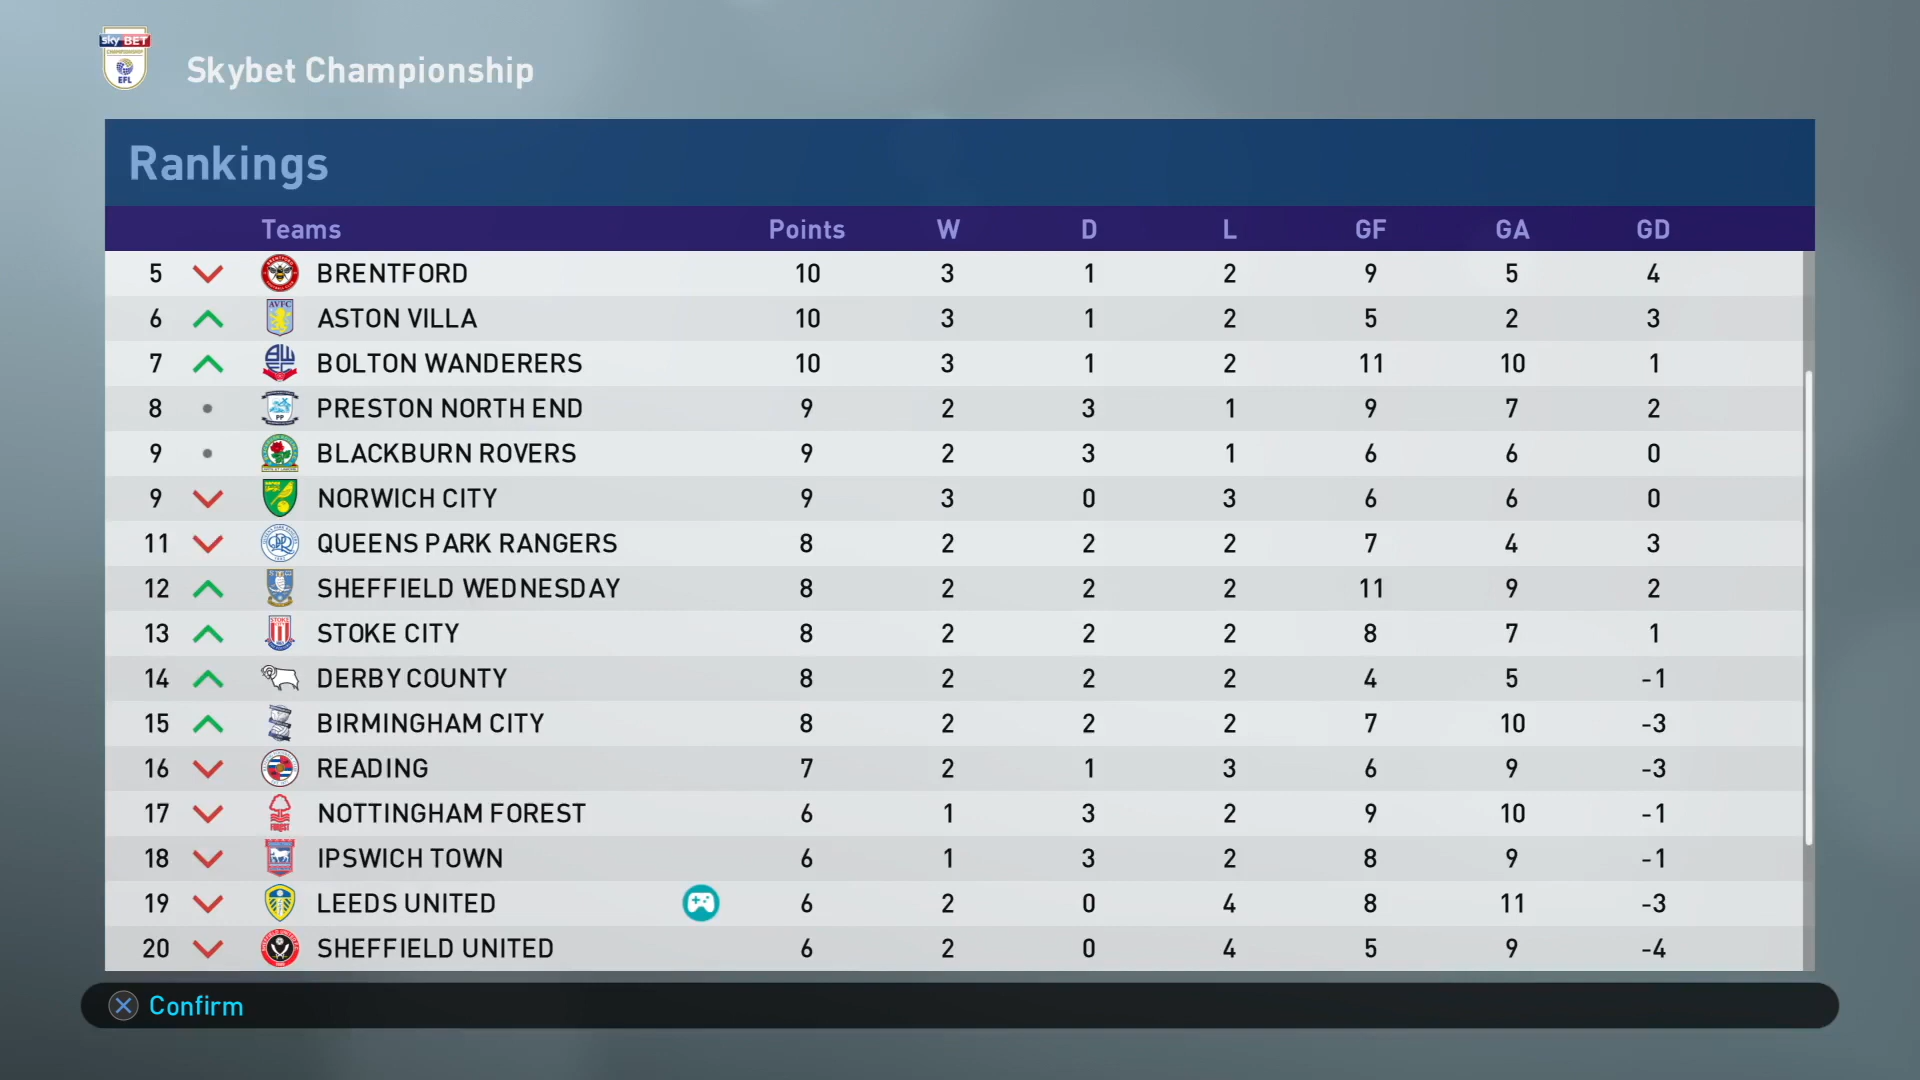 sky BET
CHAMPIONSHIP
EFL
Skybet Championship
Rankings
Teams Points W D L GF GA GD
5 BRENTFORD 10 3 1 2 9 5 4
6 ASTON VILLA 10 3 1 2 5 2 3
7 BOLTON WANDERERS 10 3 1 2 11 10 1
8 PRESTON NORTH END 9 2 3 1 9 7 2
9 BLACKBURN ROVERS 9 2 3 1 6 6 0
9 NORWICH CITY 9 3 0 3 6 6 0
11 QUEENS PARK RANGERS 8 2 2 2 7 4 3
12 SHEFFIELD WEDNESDAY 8 2 2 2 11 9 2
13 STOKE CITY 8 2 2 2 8 7 1
14 DERBY COUNTY 8 2 2 2 4 5 -1
15 BIRMINGHAM CITY 8 2 2 2 7 10 -3
16 READING 7 2 1 3 6 9 -3
17 NOTTINGHAM FOREST 6 1 3 2 9 10 -1
18 IPSWICH TOWN 6 1 3 2 8 9 -1
19 LEEDS UNITED 6 2 0 4 8 11 -3
20 SHEFFIELD UNITED 6 2 0 4 5 9 -4
Confirm